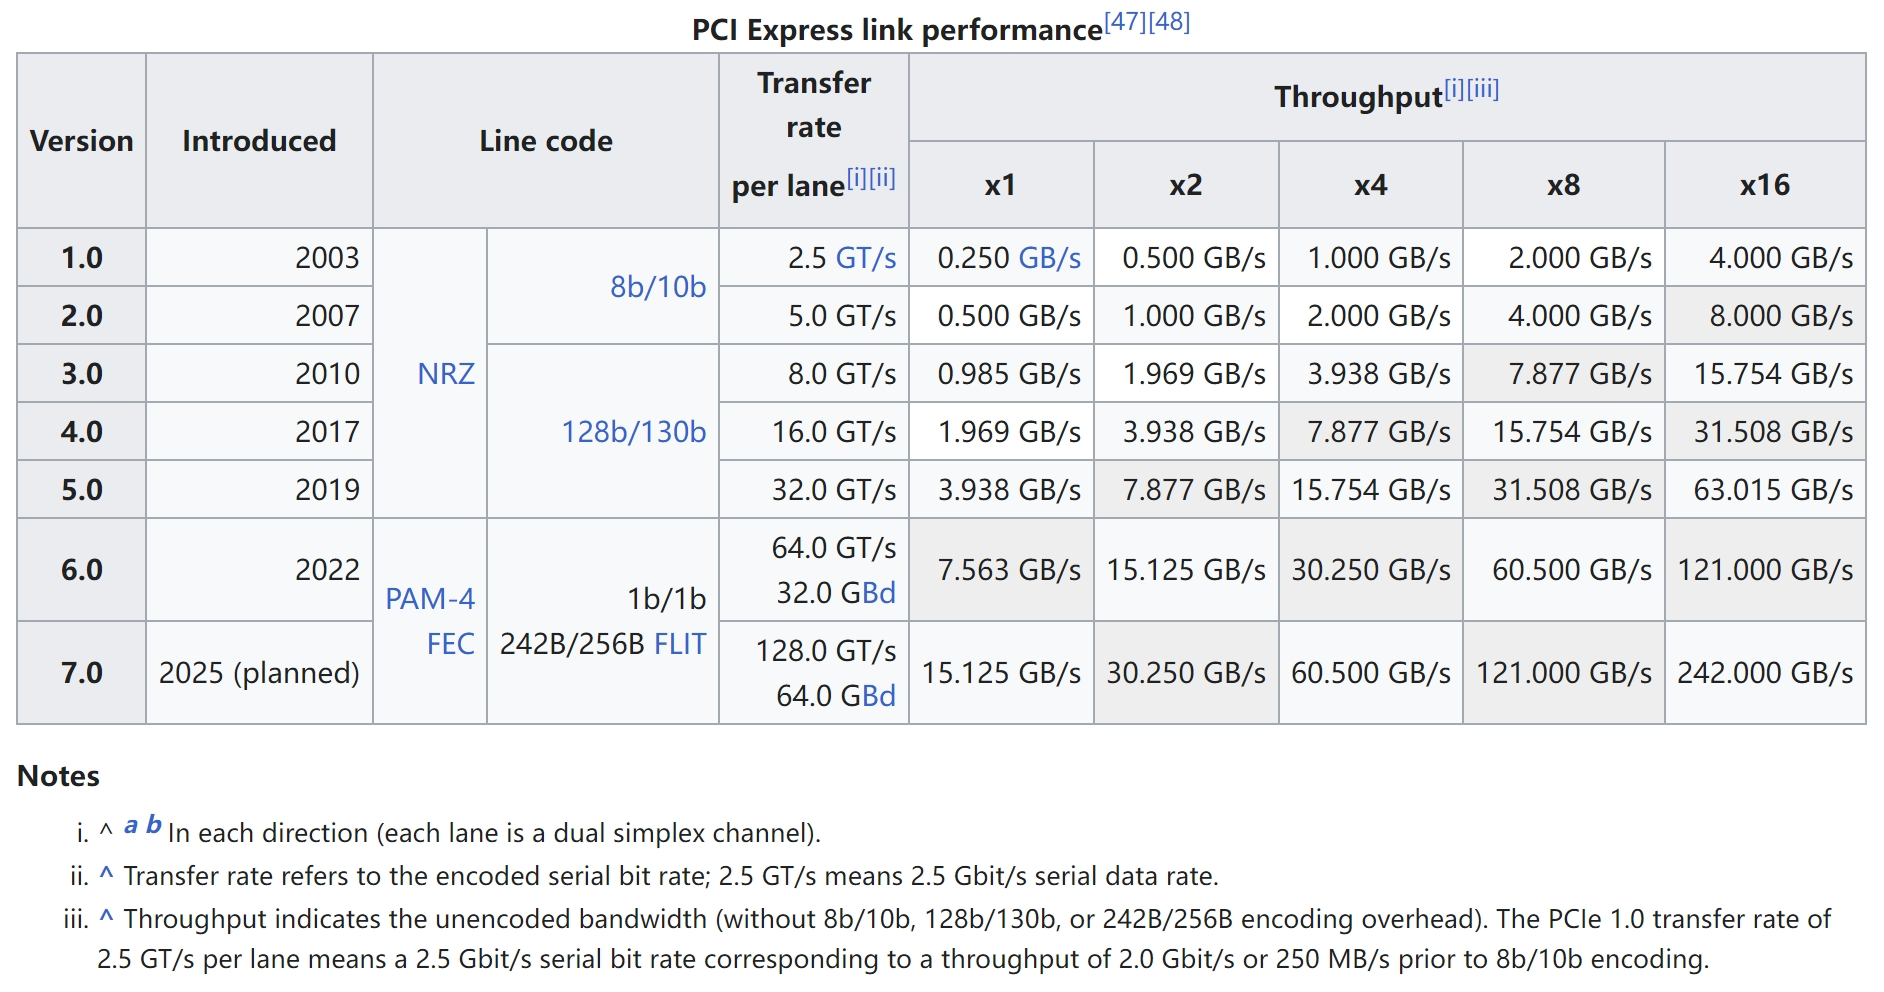 PCI Express link performance[47][48]
Version Introduced Line code Transfer rate per lane[i][ii] Throughput[i][iii]
x1 x2 x4 x8 x16
1.0 2003 NRZ 8b/10b 2.5 GT/s 0.250 GB/s 0.500 GB/s 1.000 GB/s 2.000 GB/s 4.000 GB/s
2.0 2007 5.0 GT/s 0.500 GB/s 1.000 GB/s 2.000 GB/s 4.000 GB/s 8.000 GB/s
3.0 2010 128b/130b 8.0 GT/s 0.985 GB/s 1.969 GB/s 3.938 GB/s 7.877 GB/s 15.754 GB/s
4.0 2017 16.0 GT/s 1.969 GB/s 3.938 GB/s 7.877 GB/s 15.754 GB/s 31.508 GB/s
5.0 2019 32.0 GT/s 3.938 GB/s 7.877 GB/s 15.754 GB/s 31.508 GB/s 63.015 GB/s
6.0 2022 PAM-4 FEC 1b/1b 242B/256B FLIT 64.0 GT/s 32.0 GBd 7.563 GB/s 15.125 GB/s 30.250 GB/s 60.500 GB/s 121.000 GB/s
7.0 2025 (planned) 128.0 GT/s 64.0 GBd 15.125 GB/s 30.250 GB/s 60.500 GB/s 121.000 GB/s 242.000 GB/s
Notes
i. ^ a b In each direction (each lane is a dual simplex channel).
ii. ^ Transfer rate refers to the encoded serial bit rate; 2.5 GT/s means 2.5 Gbit/s serial data rate.
iii. ^ Throughput indicates the unencoded bandwidth (without 8b/10b, 128b/130b, or 242B/256B encoding overhead). The PCIe 1.0 transfer rate of
2.5 GT/s per lane means a 2.5 Gbit/s serial bit rate corresponding to a throughput of 2.0 Gbit/s or 250 MB/s prior to 8b/10b encoding.